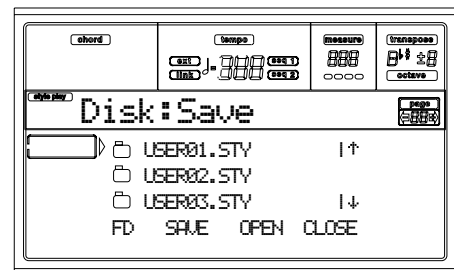 chord tempo measure transpose
ext seq 1
link seq 2
octave
style play page
Disk:Save
USER01.STY
USER02.STY
USER03.STY
FD SAVE OPEN CLOSE